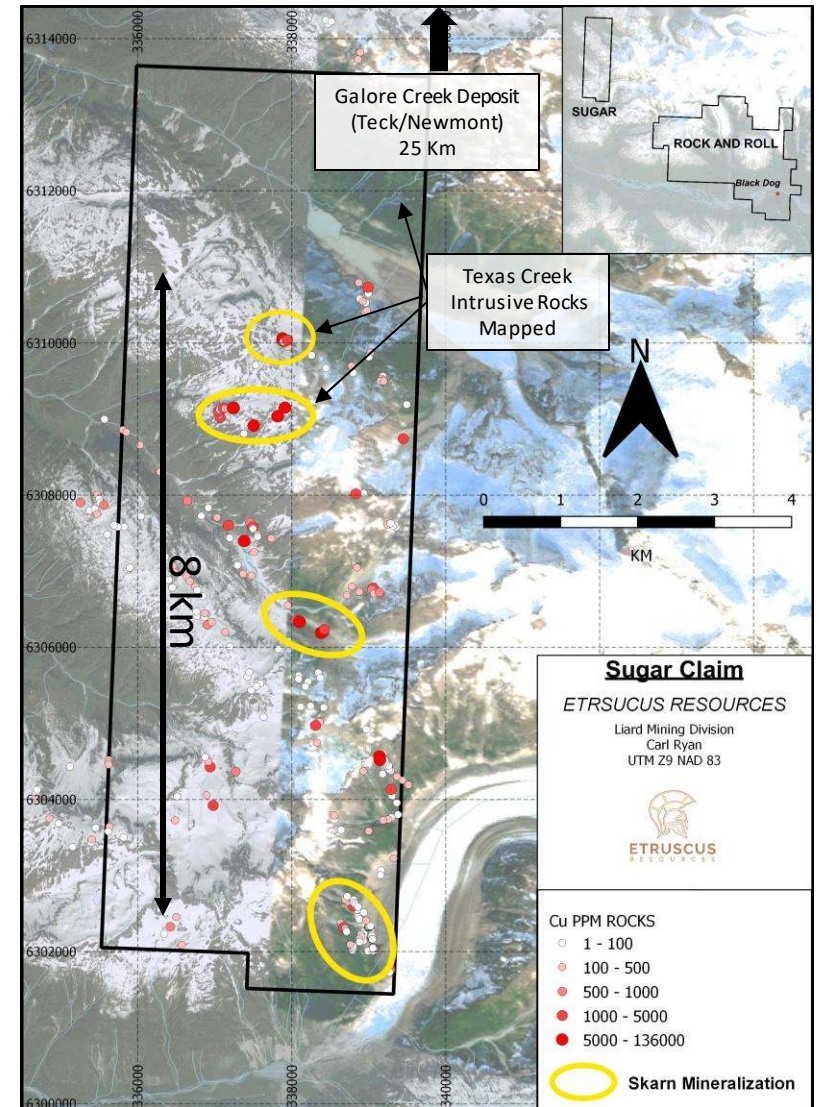 336000
338000
340000
6314000
6312000
6310000
6308000
6306000
6304000
6302000
6300000
Galore Creek Deposit
(Teck/Newmont)
25 Km
SUGAR
ROCK AND ROLL
Black Dog
Texas Creek
Intrusive Rocks
Mapped
N
0 1 2 3 4
KM
8 km
Sugar Claim
ETRSUCUS RESOURCES
Liard Mining Division
Carl Ryan
UTM Z9 NAD 83
ETRUSCUS
RESOURCES
Cu PPM ROCKS
1 - 100
100 - 500
500 - 1000
1000 - 5000
5000 - 136000
Skarn Mineralization
336000
338000
340000